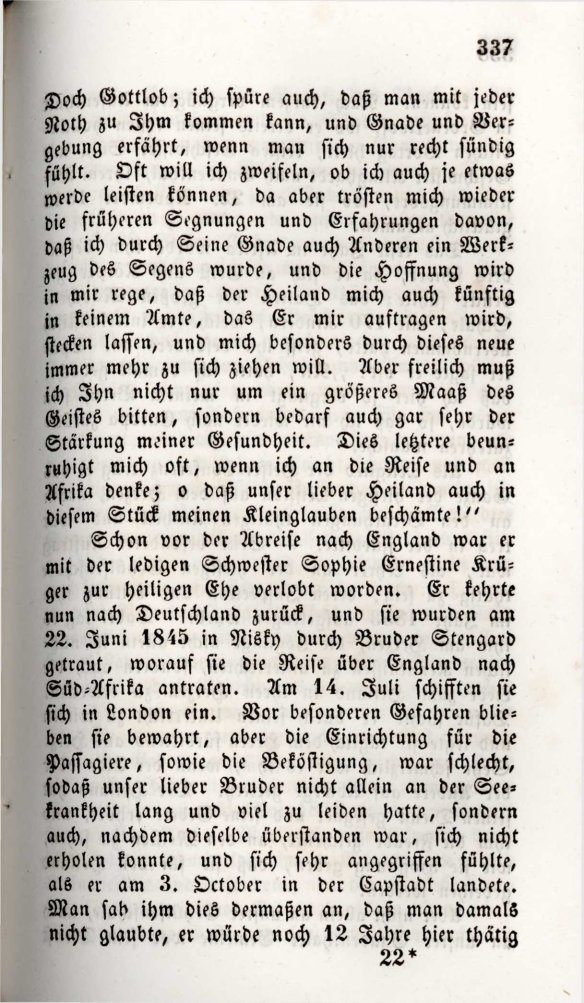 337
Doch Gottlob; ich spüre auch, daß man mit jeder
Noth zu Ihm kommen kann, und Gnade und Ver-
gebung erfährt, wenn man sich nur recht sündig
fühlt. Oft will ich zweifeln, ob ich auch je etwas
werde leisten können, da aber trösten mich wieder
die früheren Segnungen und Erfahrungen davon,
daß ich durch Seine Gnade auch Anderen ein Werk-
zeug des Segens wurde, und die Hoffnung wird
in mir rege, daß der Heiland mich auch künftig
in keinem Amte, das Er mir auftragen wird,
stecken lassen, und mich besonders durch dieses neue
immer mehr zu sich ziehen will. Aber freilich muß
ich Ihn nicht nur um ein größeres Maaß des
Geistes bitten, sondern bedarf auch gar sehr der
Stärkung meiner Gesundheit. Dies letztere beun-
ruhigt mich oft, wenn ich an die Reise und an
Afrika denke; o daß unser lieber Heiland auch in
diesem Stück meinen Kleinglauben beschämte!"
Schon vor der Abreise nach England war er
mit der ledigen Schwester Sophie Ernestine Krü-
ger zur heiligen Ehe verlobt worden. Er kehrte
nun nach Deutschland zurück, und sie wurden am
22. Juni 1845 in Nisky durch Bruder Stengard
getraut, worauf sie die Reise über England nach
Süd-Afrika antraten. Am 14. Juli schifften sie
sich in London ein. Vor besonderen Gefahren blie-
ben sie bewahrt, aber die Einrichtung für die
Passagiere, sowie die Beköstigung, war schlecht,
sodaß unser lieber Bruder nicht allein an der See-
krankheit lang und viel zu leiden hatte, sondern
auch, nachdem dieselbe überstanden war, sich nicht
erholen konnte, und sich sehr angegriffen fühlte,
als er am 3. October in der Capstadt landete.
Man sah ihm dies dermaßen an, daß man damals
nicht glaubte, er würde noch 12 Jahre hier thätig
22*